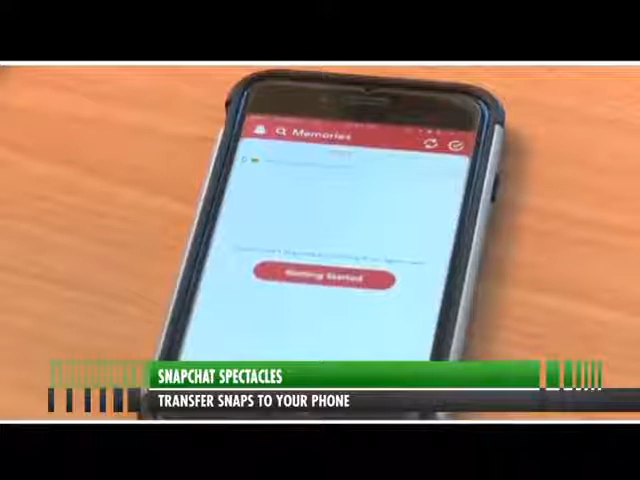 Memories
Getting Started
SNAPCHAT SPECTACLES
TRANSFER SNAPS TO YOUR PHONE